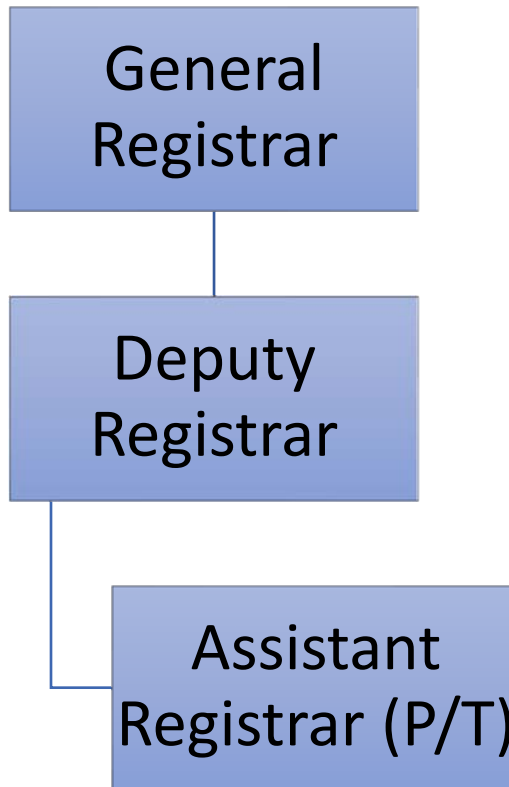 General
Registrar
Deputy
Registrar
Assistant
Registrar (P/T)